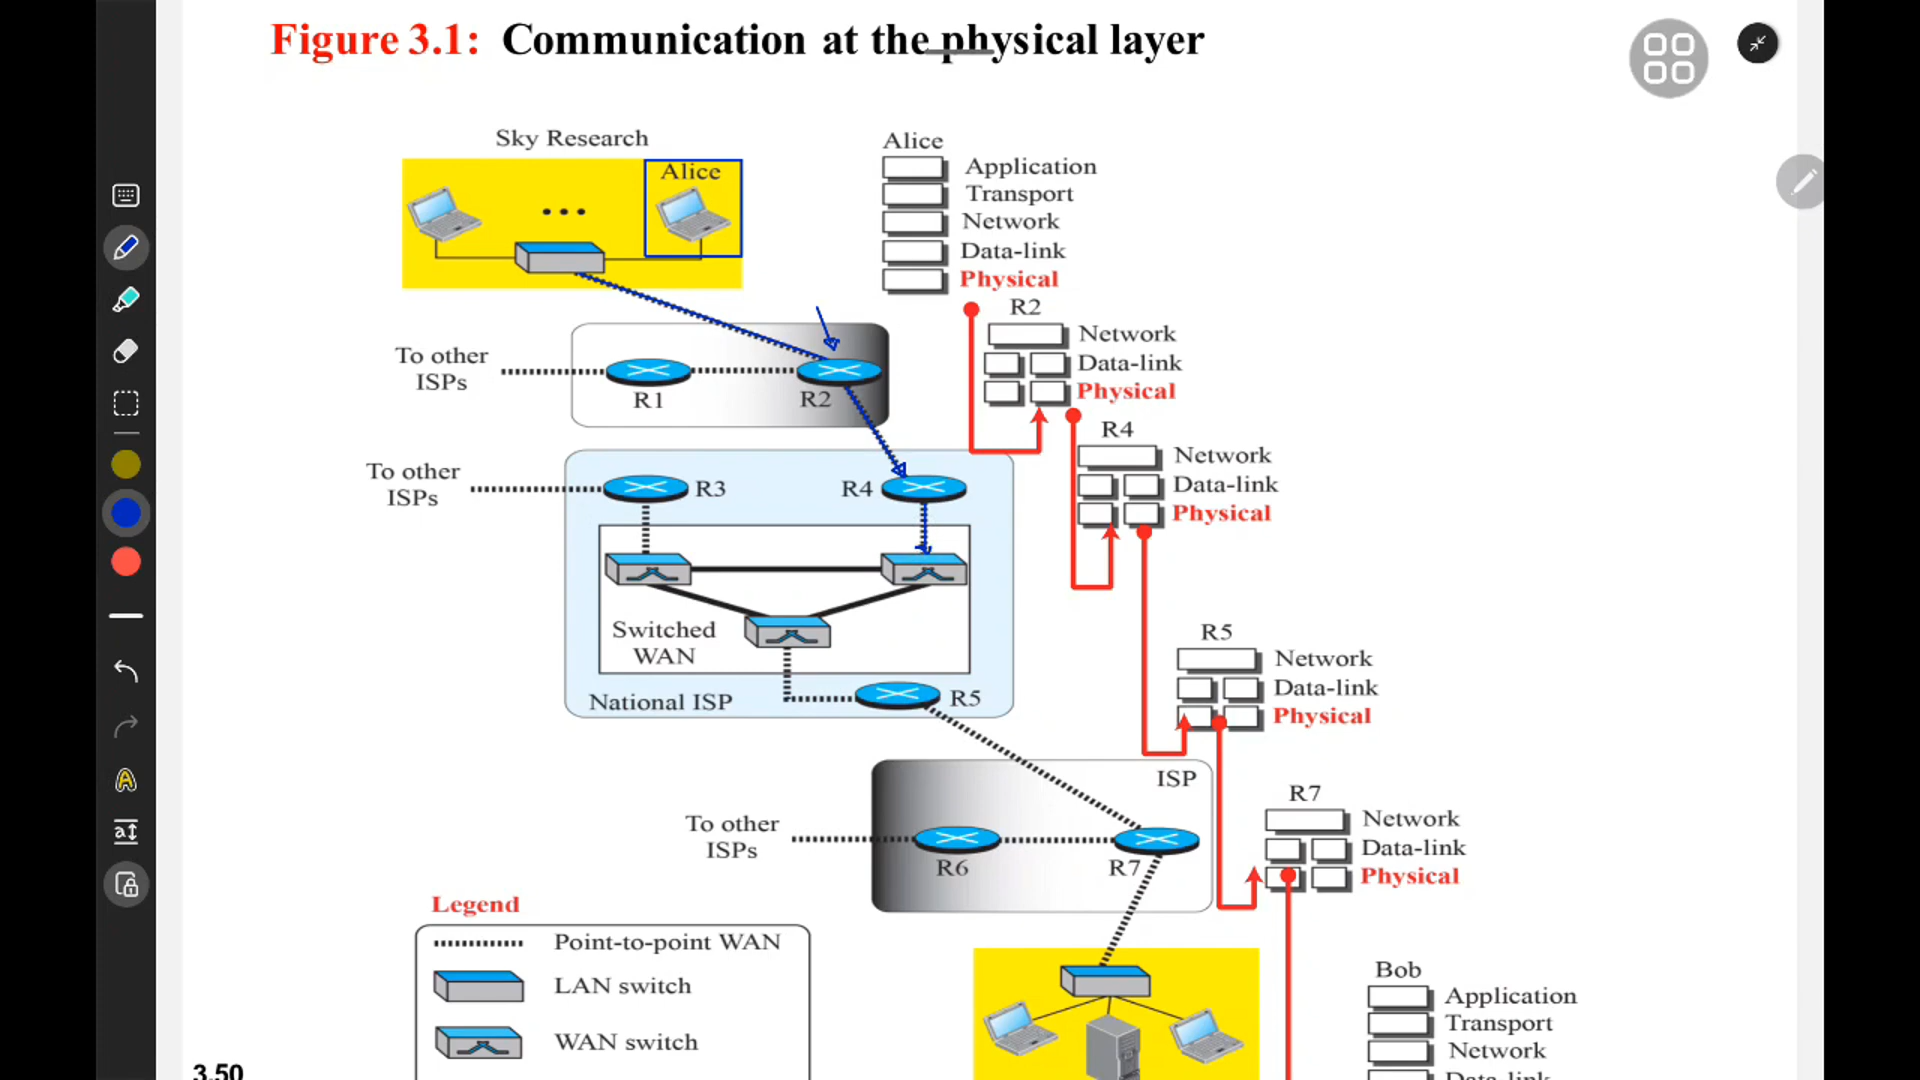 Figure 3.1: Communication at the physical layer
Sky Research
Alice
To other
ISPs
R1
R2
To other
ISPs
R3
R4
Switched
WAN
National ISP
R5
ISP
To other
ISPs
R6
R7
Legend
Point-to-point WAN
LAN switch
WAN switch
3.50
Alice
Application
Transport
Network
Data-link
Physical
R2
Network
Data-link
Physical
R4
Network
Data-link
Physical
R5
Network
Data-link
Physical
R7
Network
Data-link
Physical
Bob
Application
Transport
Network
Data-link